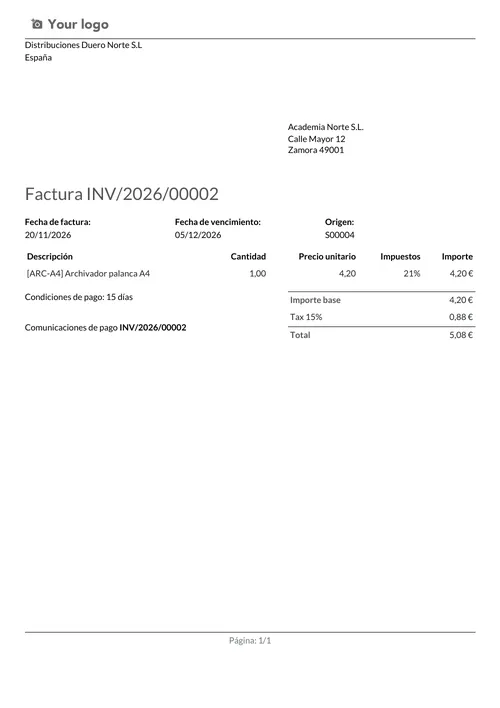 Your logo
Distribuciones Duero Norte S.L
España
Academia Norte S.L.
Calle Mayor 12
Zamora 49001
Factura INV/2026/00002
Fecha de factura: Fecha de vencimiento: Origen:
20/11/2026 05/12/2026 S00004
Descripción Cantidad Precio unitario Impuestos Importe
[ARC-A4] Archivador palanca A4 1,00 4,20 21% 4,20 €
Condiciones de pago: 15 días
Importe base 4,20 €
Tax 15% 0,88 €
Comunicaciones de pago INV/2026/00002
Total 5,08 €
Página: 1/1